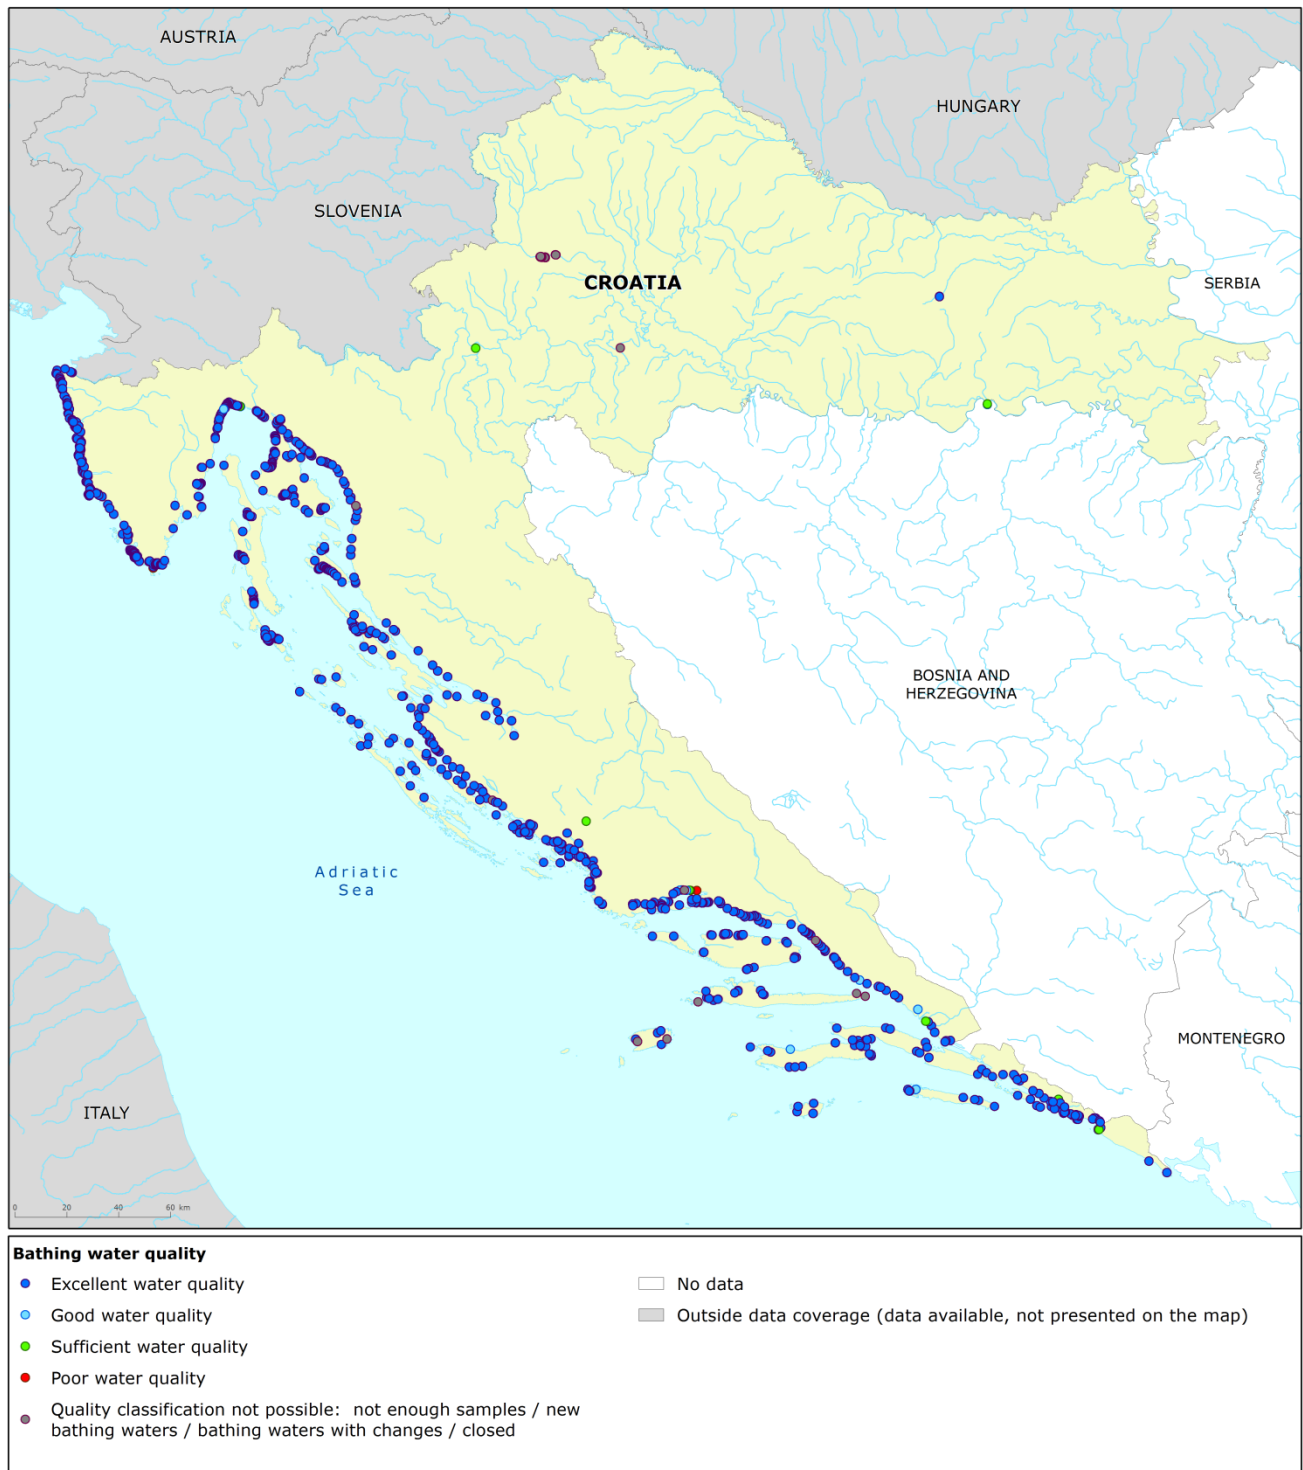 AUSTRIA
HUNGARY
SLOVENIA
CROATIA
SERBIA
BOSNIA AND
HERZEGOVINA
Adriatic
Sea
MONTENEGRO
ITALY
0 20 40 60 km
Bathing water quality
Excellent water quality
Good water quality
Sufficient water quality
Poor water quality
Quality classification not possible: not enough samples / new
bathing waters / bathing waters with changes / closed
No data
Outside data coverage (data available, not presented on the map)